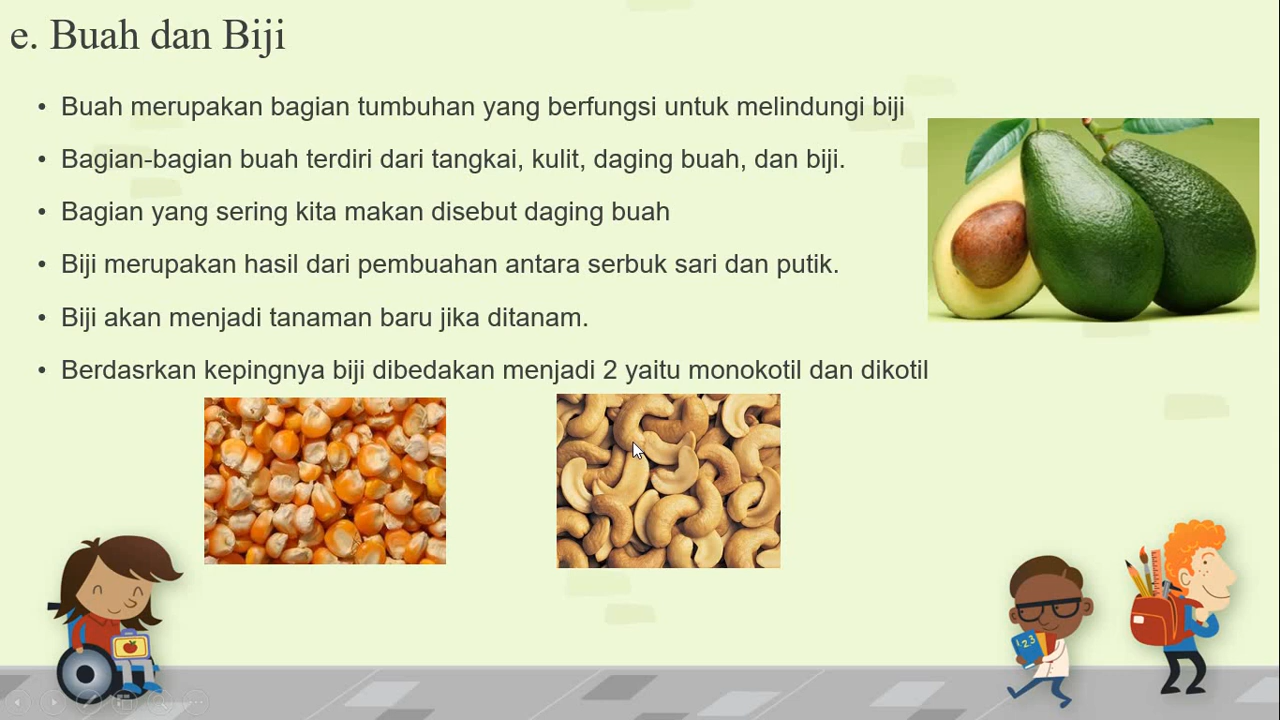 e. Buah dan Biji
• Buah merupakan bagian tumbuhan yang berfungsi untuk melindungi biji
• Bagian-bagian buah terdiri dari tangkai, kulit, daging buah, dan biji.
• Bagian yang sering kita makan disebut daging buah
• Biji merupakan hasil dari pembuahan antara serbuk sari dan putik.
• Biji akan menjadi tanaman baru jika ditanam.
• Berdasrkan kepingnya biji dibedakan menjadi 2 yaitu monokotil dan dikotil
123